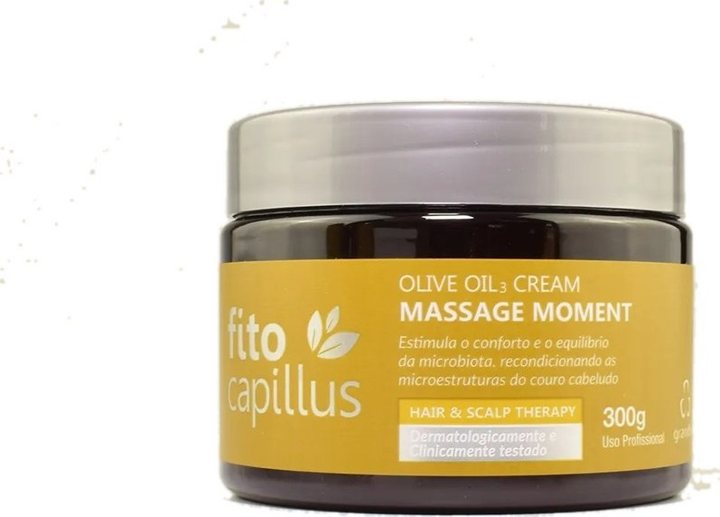 OLIVE OIL₃ CREAM
MASSAGE MOMENT
fito
capillus
Estimula o conforto e o equilíbrio
da microbiota, recondicionando as
microestruturas do couro cabeludo
HAIR & SCALP THERAPY
Dermatologicamente e
Clinicamente testado
300g
Uso Profissional